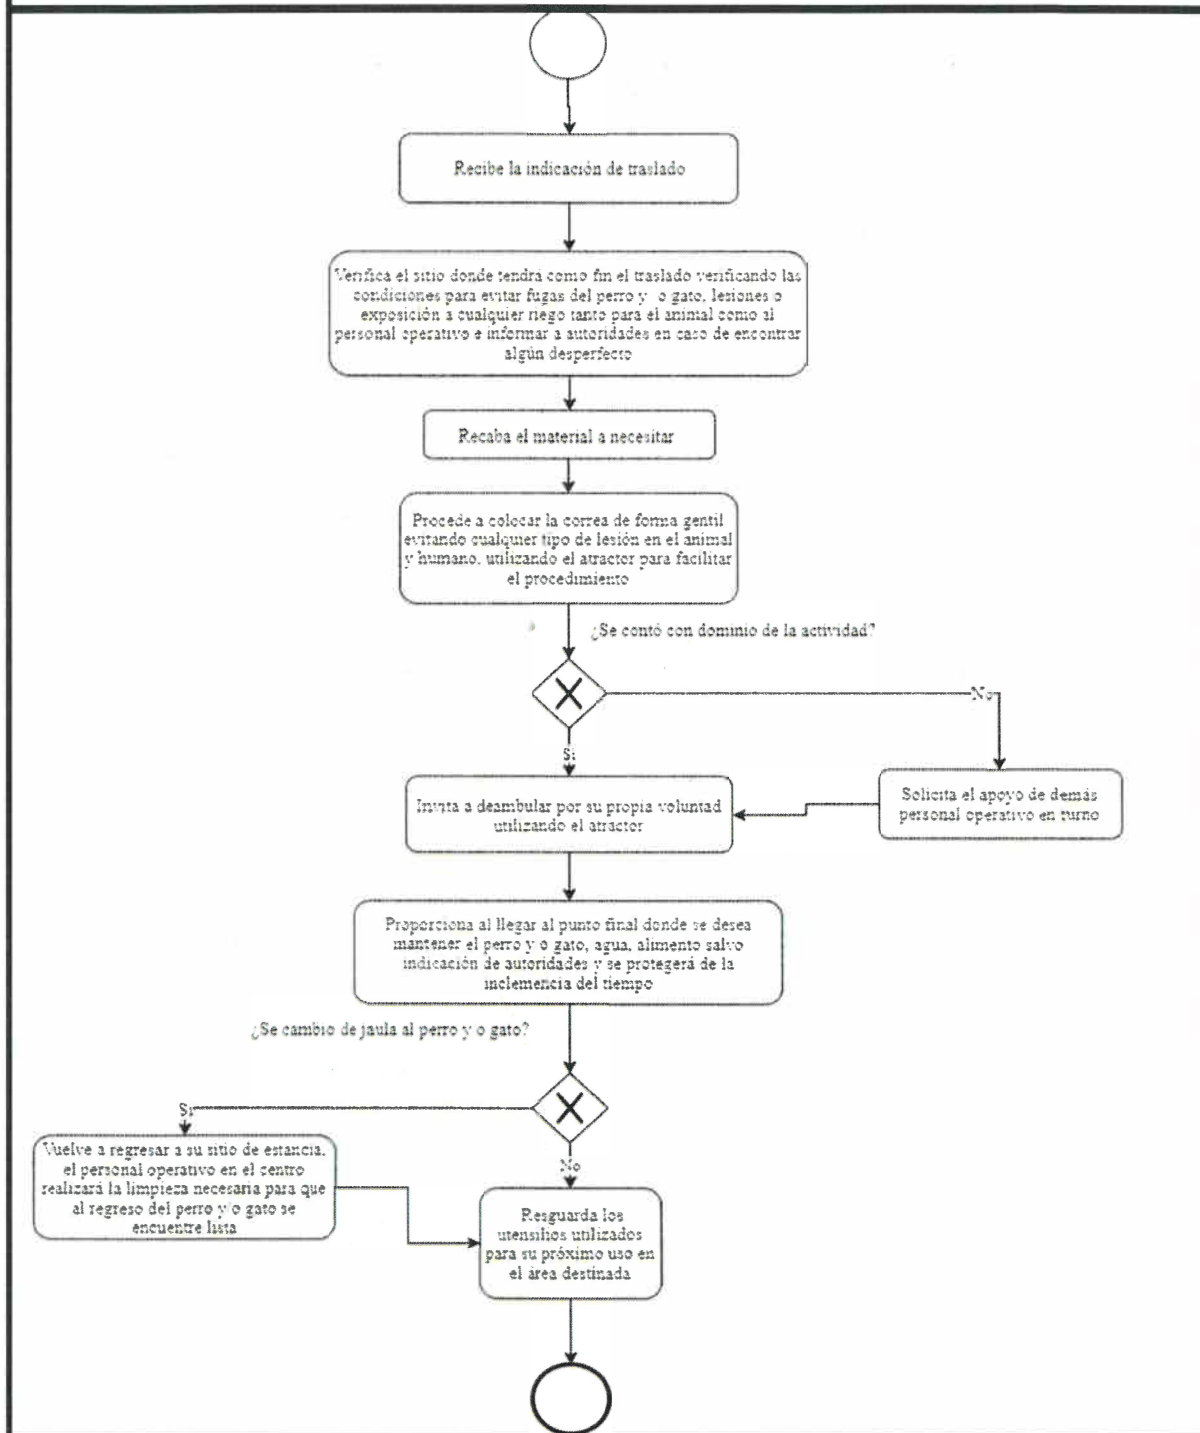 Recibe la indicación de traslado
Verifica el sitio donde tendrá como fin el traslado verificando las
condiciones para evitar fugas del perro y o gato, lesiones o
exposición a cualquier riego tanto para el animal como al
personal operativo e informar a autoridades en caso de encontrar
algún desperfecto
Recaba el material a necesitar
Procede a colocar la correa de forma gentil
evitando cualquier tipo de lesión en el animal
y humano, utilizando el atractor para facilitar
el procedimiento
¿Se contó con dominio de la actividad?
No
Si
Invita a deambular por su propia voluntad
utilizando el atractor
Solicita el apoyo de demás
personal operativo en turno
Proporciona al llegar al punto final donde se desea
mantener el perro y o gato, agua, alimento salvo
indicación de autoridades y se protegerá de la
inclemencia del tiempo
¿Se cambio de jaula al perro y o gato?
Si
Vuelve a regresar a su sitio de estancia,
el personal operativo en el centro
realizará la limpieza necesaria para que
al regreso del perro y/o gato se
encuentre lista
No
Resguarda los
utensilios utilizados
para su próximo uso en
el área destinada